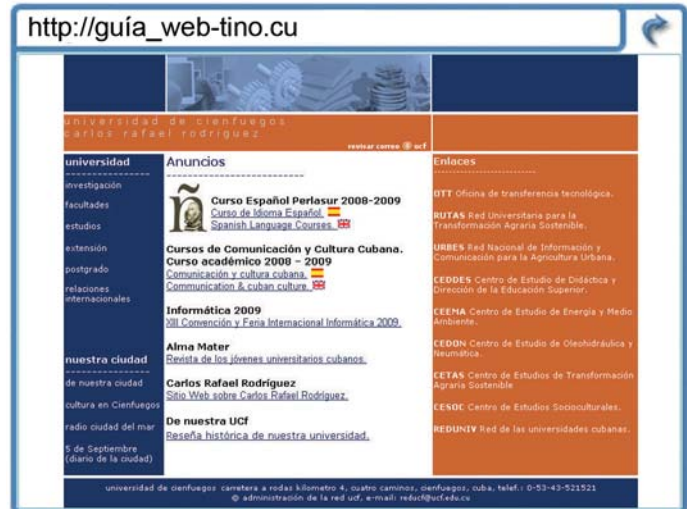 http://guía_web-tino.cu
universidad de cienfuegos
carlos rafael rodriguez
revisar correo @ ucf
universidad
investigación
facultades
estudios
extensión
postgrado
relaciones
internacionales
nuestra ciudad
de nuestra ciudad
cultura en Cienfuegos
radio ciudad del mar
5 de Septiembre
(diario de la ciudad)
Anuncios
ñ
Curso Español Perlasur 2008-2009
Curso de Idioma Español.
Spanish Language Courses.
Cursos de Comunicación y Cultura Cubana.
Curso académico 2008 - 2009
Comunicación y cultura cubana.
Communication & cuban culture.
Informática 2009
XIII Convención y Feria Internacional Informática 2009.
Alma Mater
Revista de los jóvenes universitarios cubanos.
Carlos Rafael Rodríguez
Sitio Web sobre Carlos Rafael Rodríguez.
De nuestra UCf
Reseña histórica de nuestra universidad.
Enlaces
OTT Oficina de transferencia tecnológica.
RUTAS Red Universitaria para la
Transformación Agraria Sostenible.
URBES Red Nacional de Información y
Comunicación para la Agricultura Urbana.
CEDDES Centro de Estudio de Didáctica y
Dirección de la Educación Superior.
CEEMA Centro de Estudio de Energía y Medio
Ambiente.
CEDON Centro de Estudio de Oleohidráulica y
Neumática.
CETAS Centro de Estudios de Transformación
Agraria Sostenible
CESOC Centro de Estudios Socioculturales.
REDUNIV Red de las universidades cubanas.
universidad de cienfuegos carretera a rodas kilometro 4, cuatro caminos, cienfuegos, cuba, telef.: 0-53-43-521521
© administración de la red ucf, e-mail: reducf@ucf.edu.cu